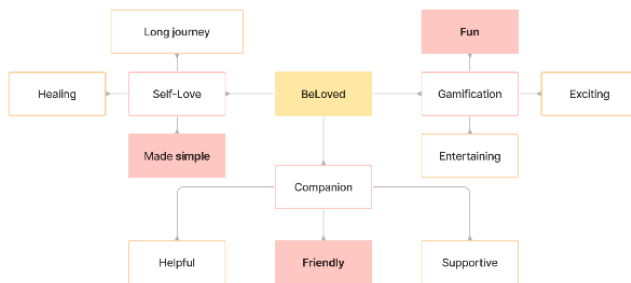 Long journey
Fun
Healing
Self-Love
BeLoved
Gamification
Exciting
Made simple
Entertaining
Companion
Helpful
Friendly
Supportive